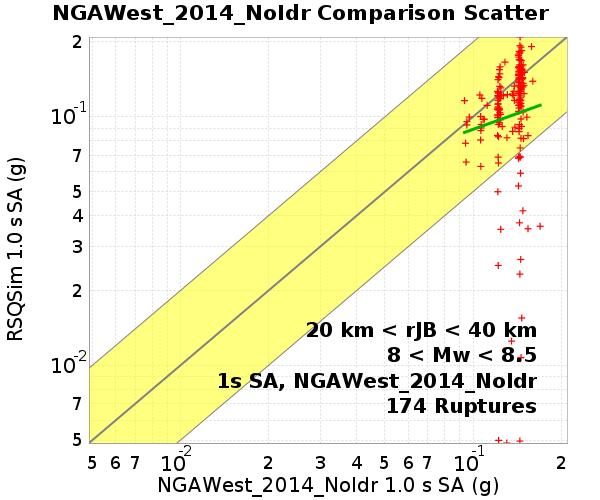 NGAWest_2014_NoIdr Comparison Scatter
2
10^-1
7
5
4
3
2
10^-2
7
5
RSQSim 1.0 s SA (g)
20 km < rJB < 40 km
8 < Mw < 8.5
1s SA, NGAWest_2014_NoIdr
174 Ruptures
5 6 7 10^-2 2 3 4 5 6 7 10^-1 2
NGAWest_2014_NoIdr 1.0 s SA (g)